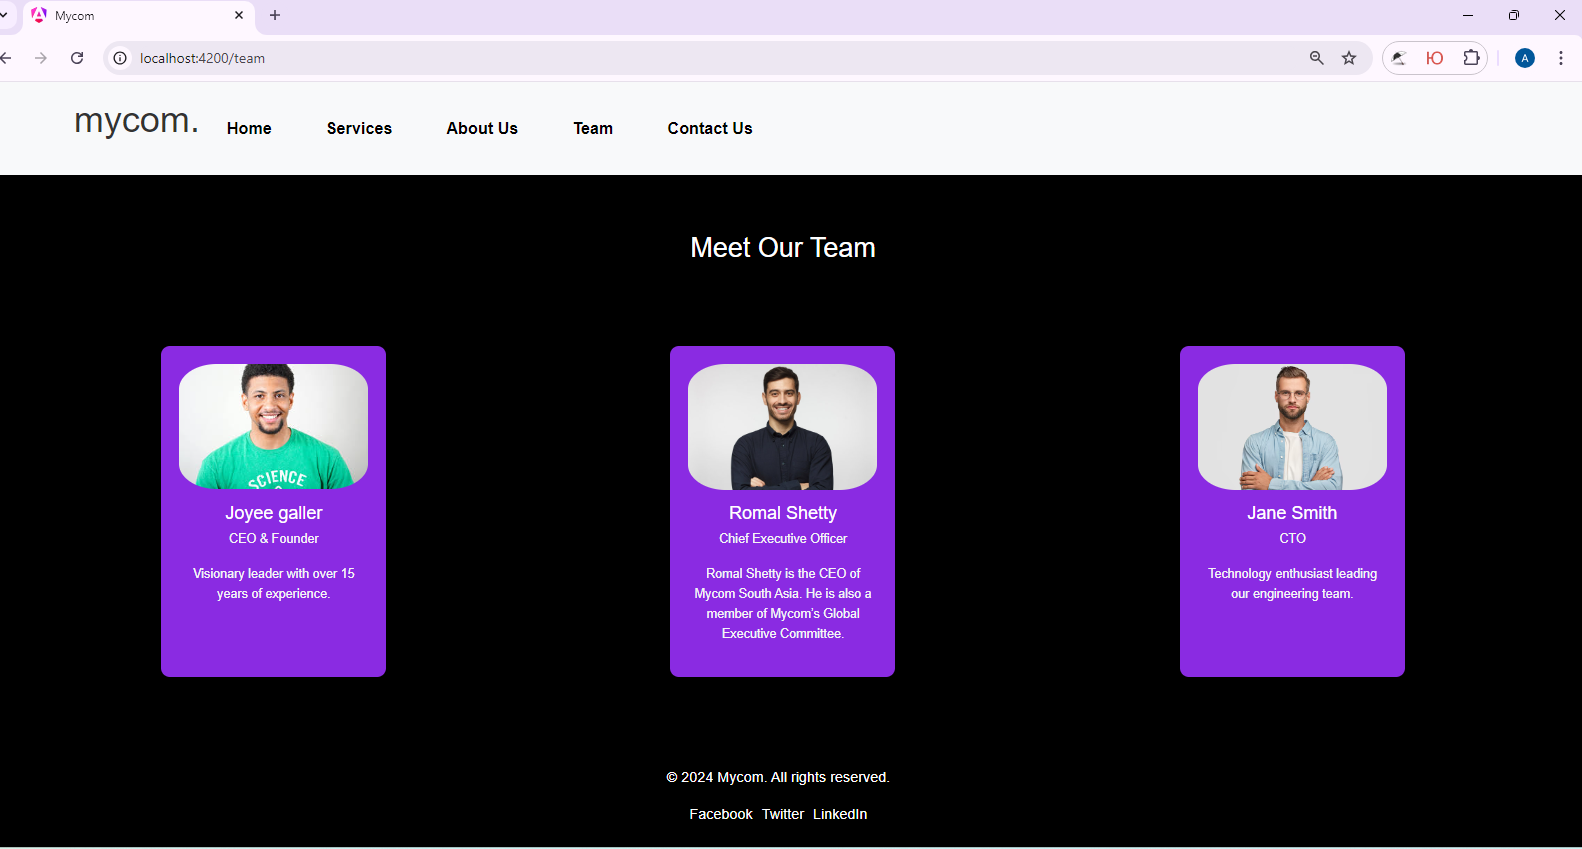 Mycom
localhost:4200/team
Ю
A
mycom. Home Services About Us Team Contact Us
Meet Our Team
SCIENCE
Joyee galler
CEO & Founder
Visionary leader with over 15
years of experience.
Romal Shetty
Chief Executive Officer
Romal Shetty is the CEO of
Mycom South Asia. He is also a
member of Mycom's Global
Executive Committee.
Jane Smith
CTO
Technology enthusiast leading
our engineering team.
© 2024 Mycom. All rights reserved.
Facebook Twitter LinkedIn